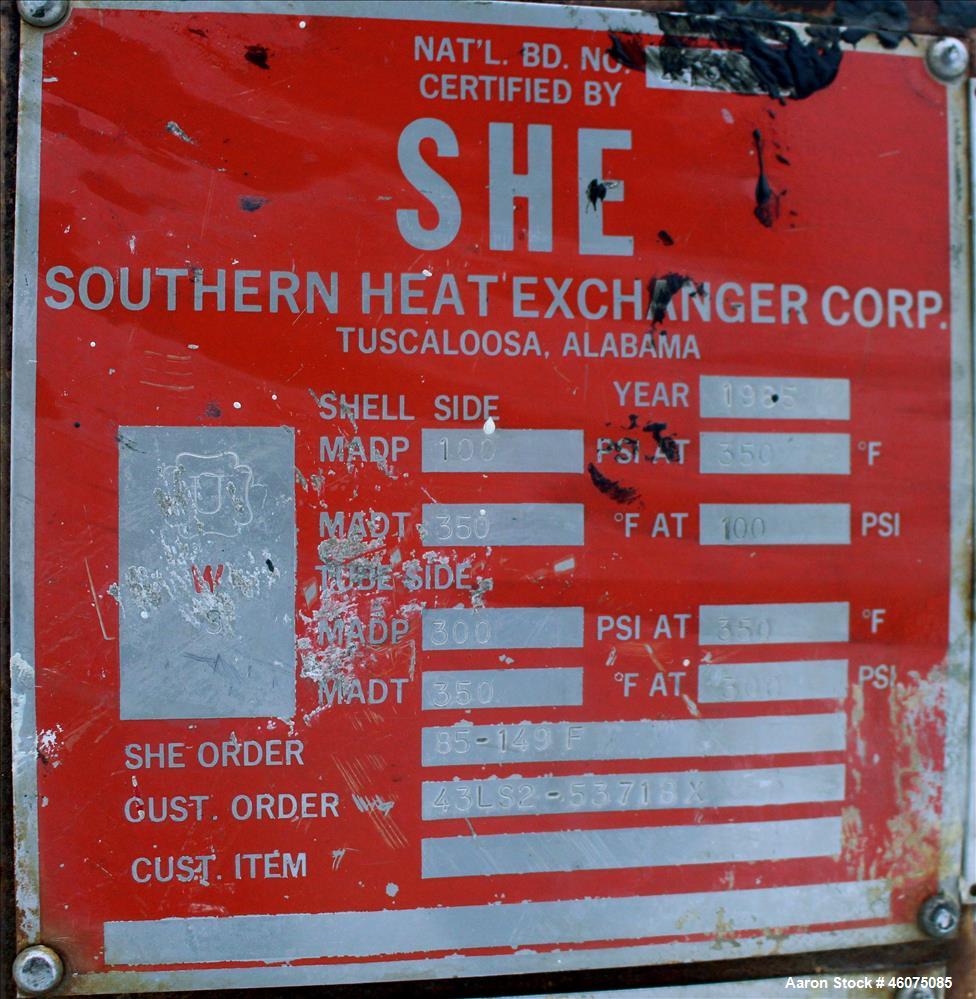 NAT'L. BD. NO.
CERTIFIED BY
SHE
SOUTHERN HEAT EXCHANGER CORP.
TUSCALOOSA, ALABAMA
YEAR 1985
SHELL SIDE
MADP 100 PSI AT 350 °F
U
MADT 350 °F AT 100 PSI
W
TUBE SIDE
MADP 300 PSI AT 350 °F
MADT 350 °F AT 300 PSI
SHE ORDER 85-149 F
CUST. ORDER 43LS2-53718X
CUST. ITEM
Aaron Stock # 46075085